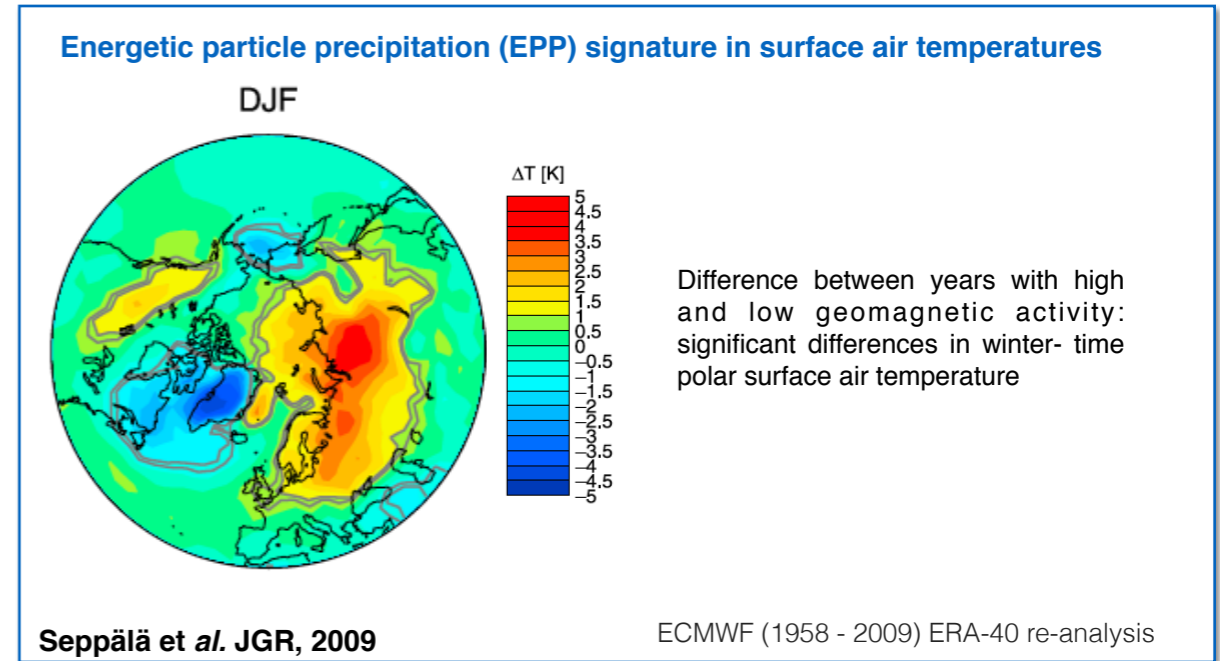 Energetic particle precipitation (EPP) signature in surface air temperatures
DJF
ΔT [K]
5
4.5
4
3.5
3
2.5
2
1.5
1
0.5
0
−0.5
−1
−1.5
−2
−2.5
−3
−3.5
−4
−4.5
−5
Difference between years with high
and low geomagnetic activity:
significant differences in winter- time
polar surface air temperature
Seppälä et al. JGR, 2009
ECMWF (1958 - 2009) ERA-40 re-analysis